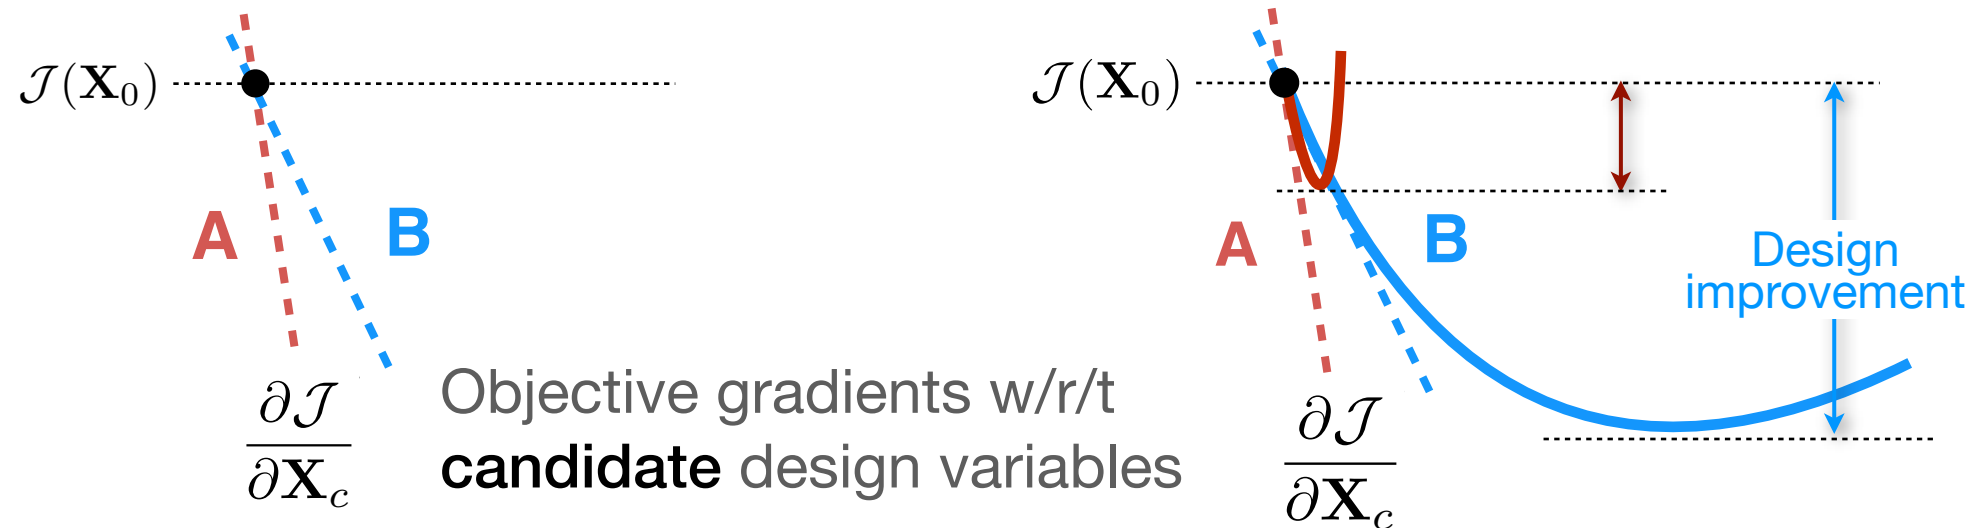 𝒥(𝐗₀)
A
B
∂𝒥
∂𝐗_c
Objective gradients w/r/t
candidate design variables
𝒥(𝐗₀)
A
B
Design
improvement
∂𝒥
∂𝐗_c